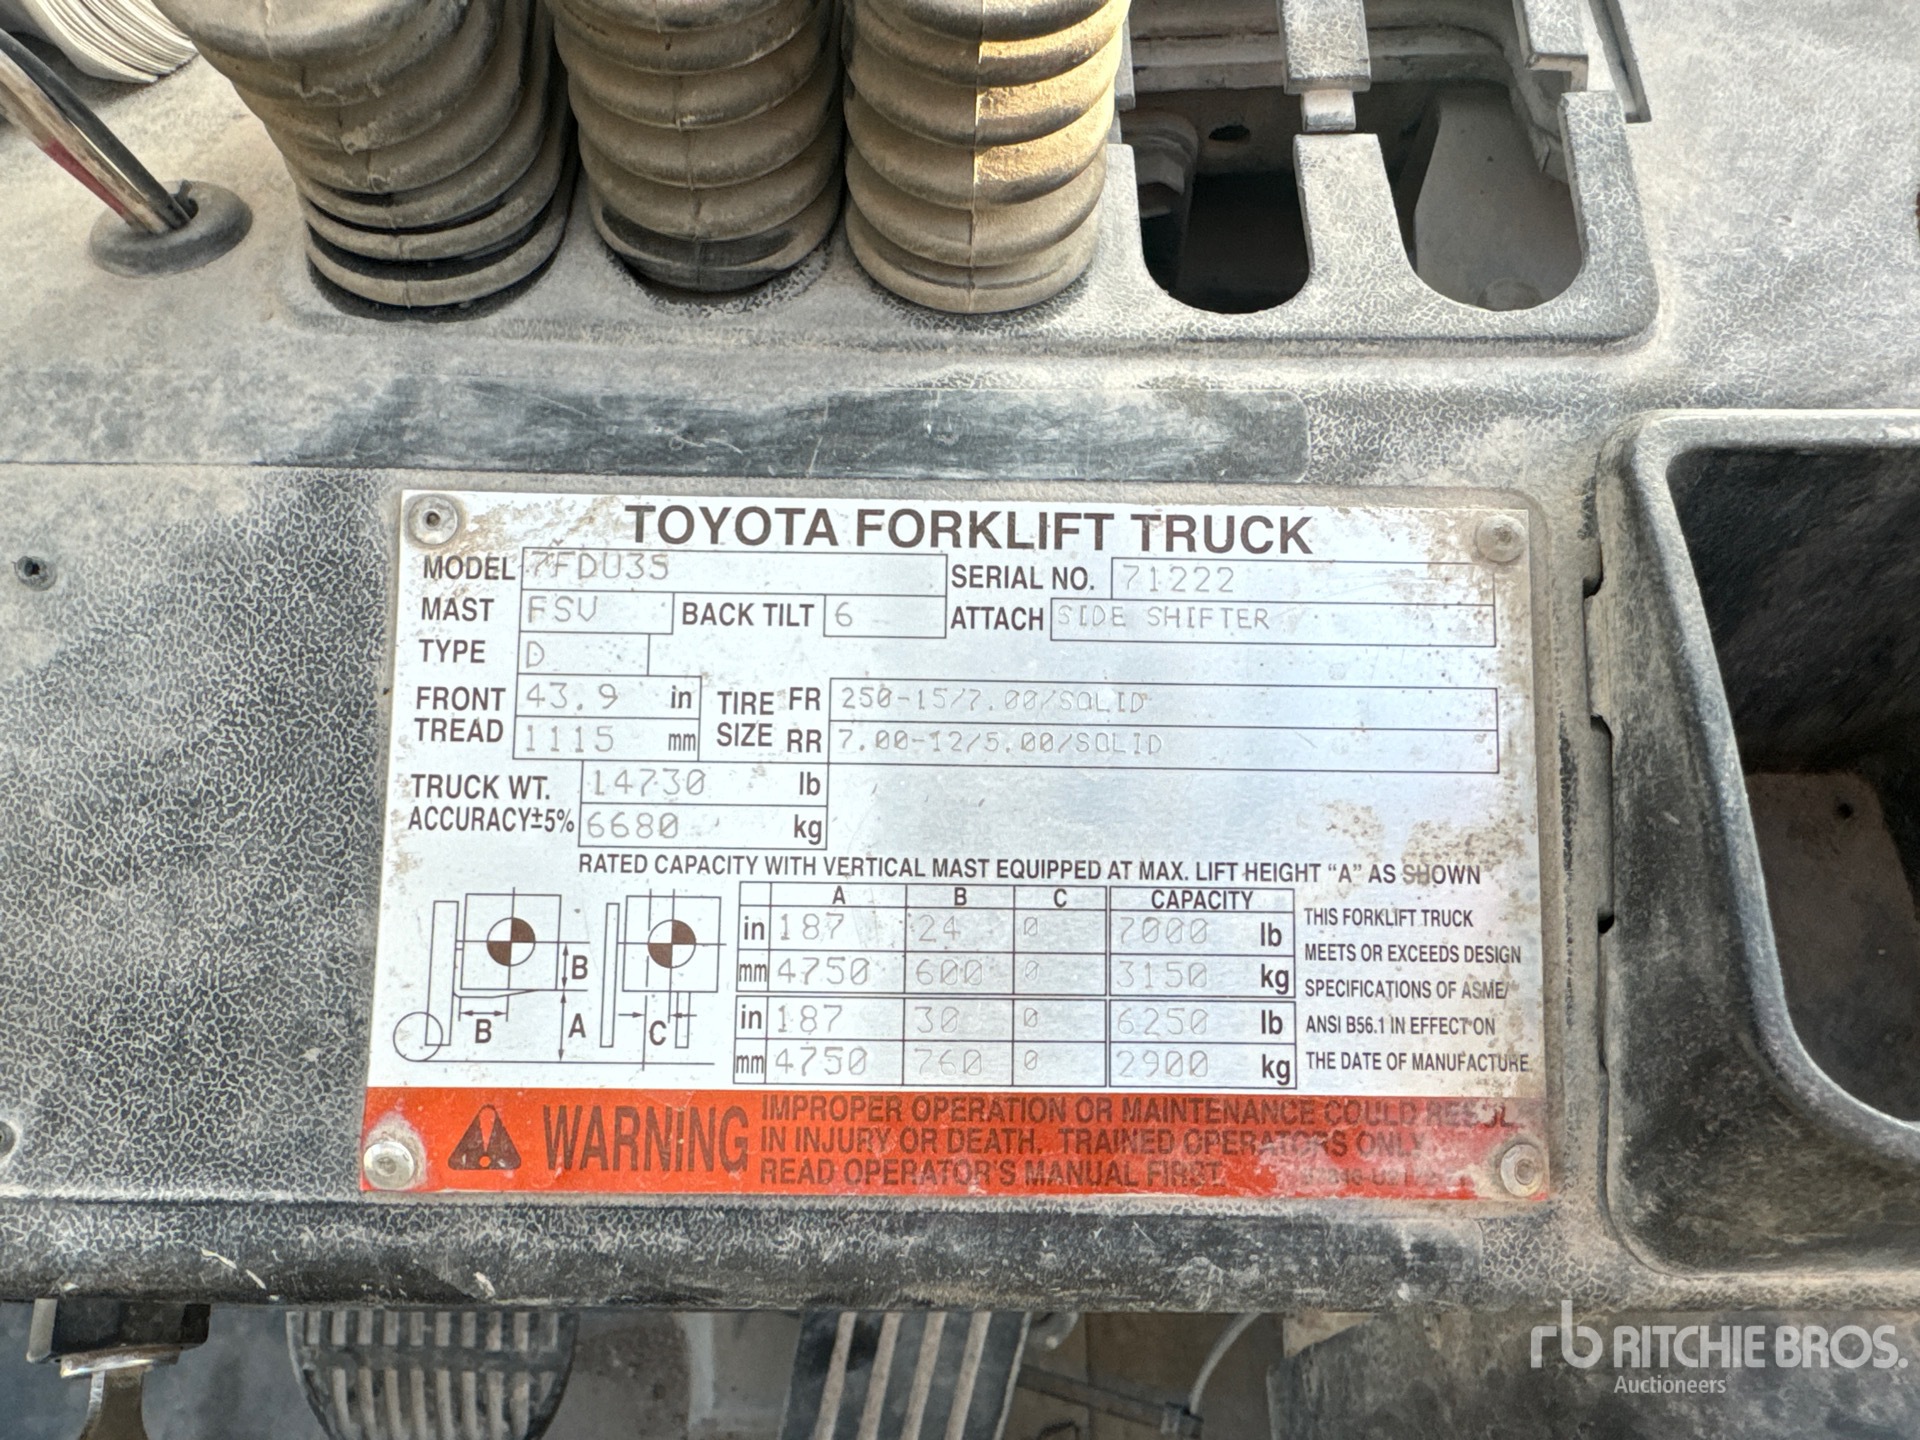 TOYOTA FORKLIFT TRUCK
MODEL 7FDU35 SERIAL NO. 71222
MAST FSV BACK TILT 6 ATTACH SIDE SHIFTER
TYPE D
FRONT TREAD 43.9 in TIRE SIZE FR 250-15/7.00/SOLID
1115 mm RR 7.00-12/5.00/SOLID
TRUCK WT. 14730 lb
ACCURACY±5% 6680 kg
RATED CAPACITY WITH VERTICAL MAST EQUIPPED AT MAX. LIFT HEIGHT "A" AS SHOWN
A B C CAPACITY
in 187 24 0 7000 lb
mm 4750 600 0 3150 kg
in 187 30 0 6250 lb
mm 4750 760 0 2900 kg
B
B
A
C
THIS FORKLIFT TRUCK
MEETS OR EXCEEDS DESIGN
SPECIFICATIONS OF ASME/
ANSI B56.1 IN EFFECT ON
THE DATE OF MANUFACTURE.
WARNING
IMPROPER OPERATION OR MAINTENANCE COULD RESUL
IN INJURY OR DEATH. TRAINED OPERATORS ONLY.
READ OPERATOR'S MANUAL FIRST.
rb RITCHIE BROS.
Auctioneers